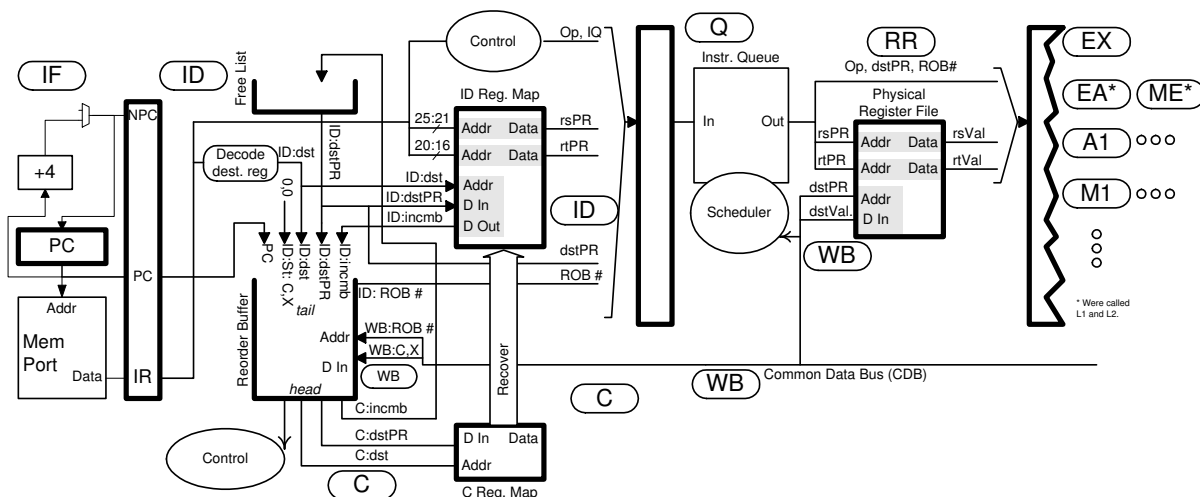 IF
ID
Free List
Control
Op, IQ
Q
RR
EX
Instr. Queue
Op, dstPR, ROB#
EA*
ME*
ID Reg. Map
Physical
Register File
NPC
25:21
Addr
Data
rsPR
In
Out
rsPR
Addr
Data
rsVal
A1
20:16
Addr
Data
rtPR
rtPR
Addr
Data
rtVal
+4
Decode
dest. reg
ID:dst
ID:dstPR
0,0
ID:dst
Addr
dstPR
Addr
M1
ID:dstPR
D In
ID
Scheduler
dstVal.
D In
ID:incmb
D Out
PC
WB
PC
PC
ID:St: C,X
ID:dst
ID:dstPR
ID:incmb
dstPR
ROB #
tail
ID: ROB #
* Were called
L1 and L2.
Addr
Mem
Port
Data
IR
Reorder Buffer
Addr
WB:ROB #
D In
WB:C,X
WB
Recover
WB
Common Data Bus (CDB)
head
C
C:incmb
Control
C:dstPR
D In
Data
C:dst
Addr
C
C Reg. Map